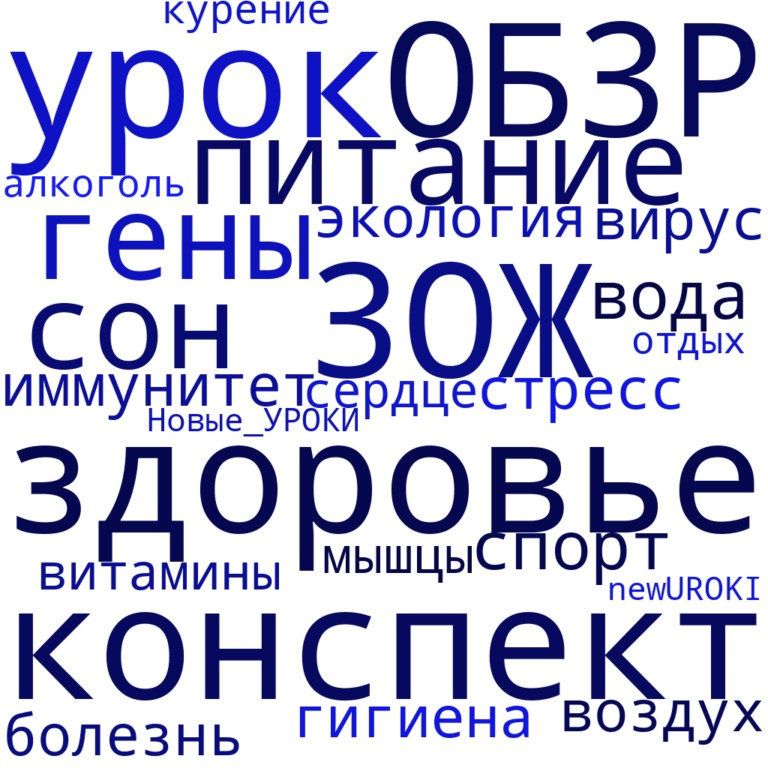 курение
урок ОБЗР
питание
алкоголь
гены экология вирус
сон ЗОЖ вода
отдых
иммунитет сердце стресс
Новые_УРОКИ
здоровье
мышцы спорт
витамины
newUROKI
конспект
болезнь гигиена воздух